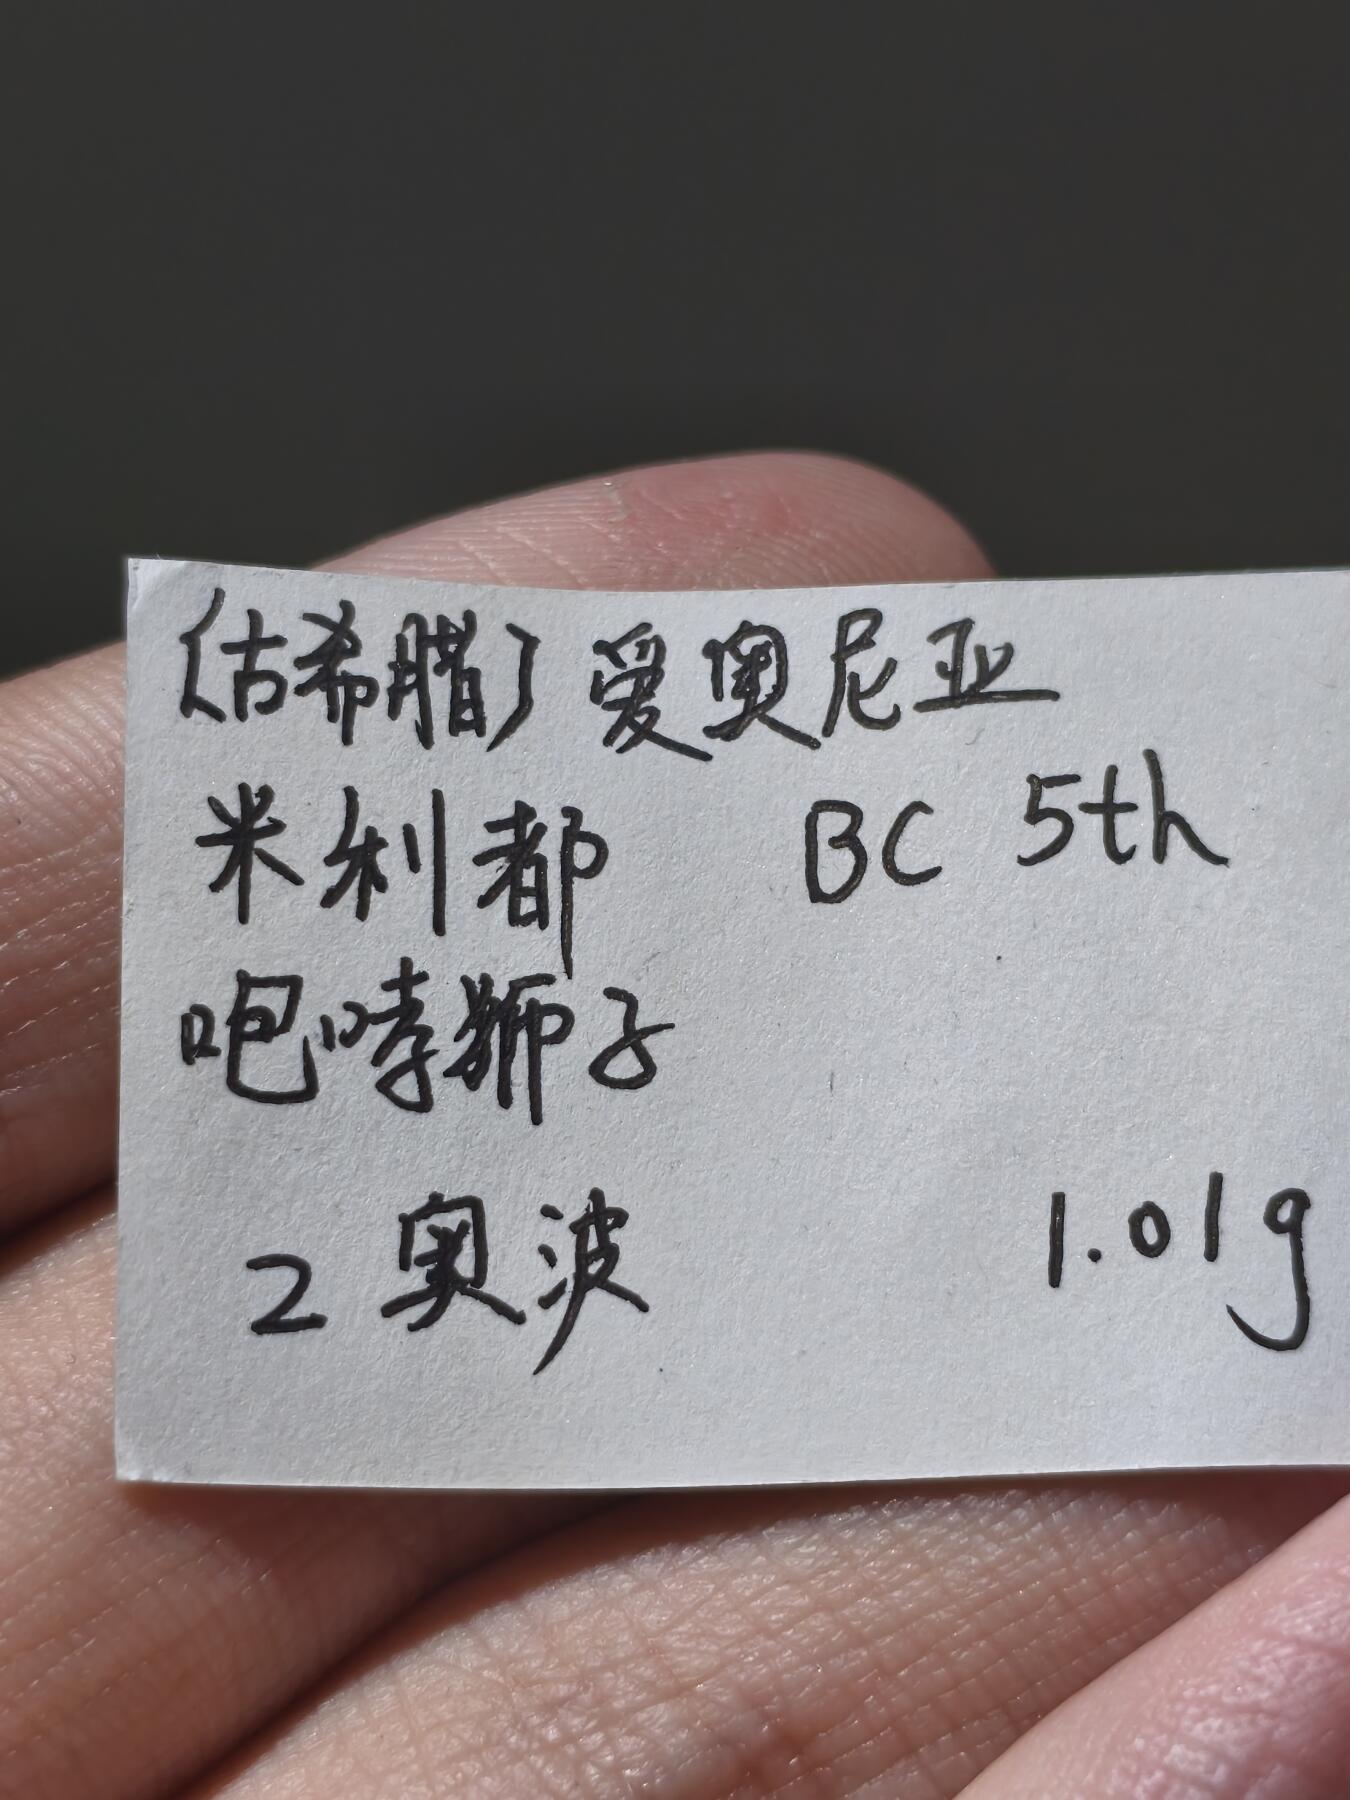 〔古希腊〕爱奥尼亚
米利都 BC 5th
咆哮狮子
2 奥波 1.01g